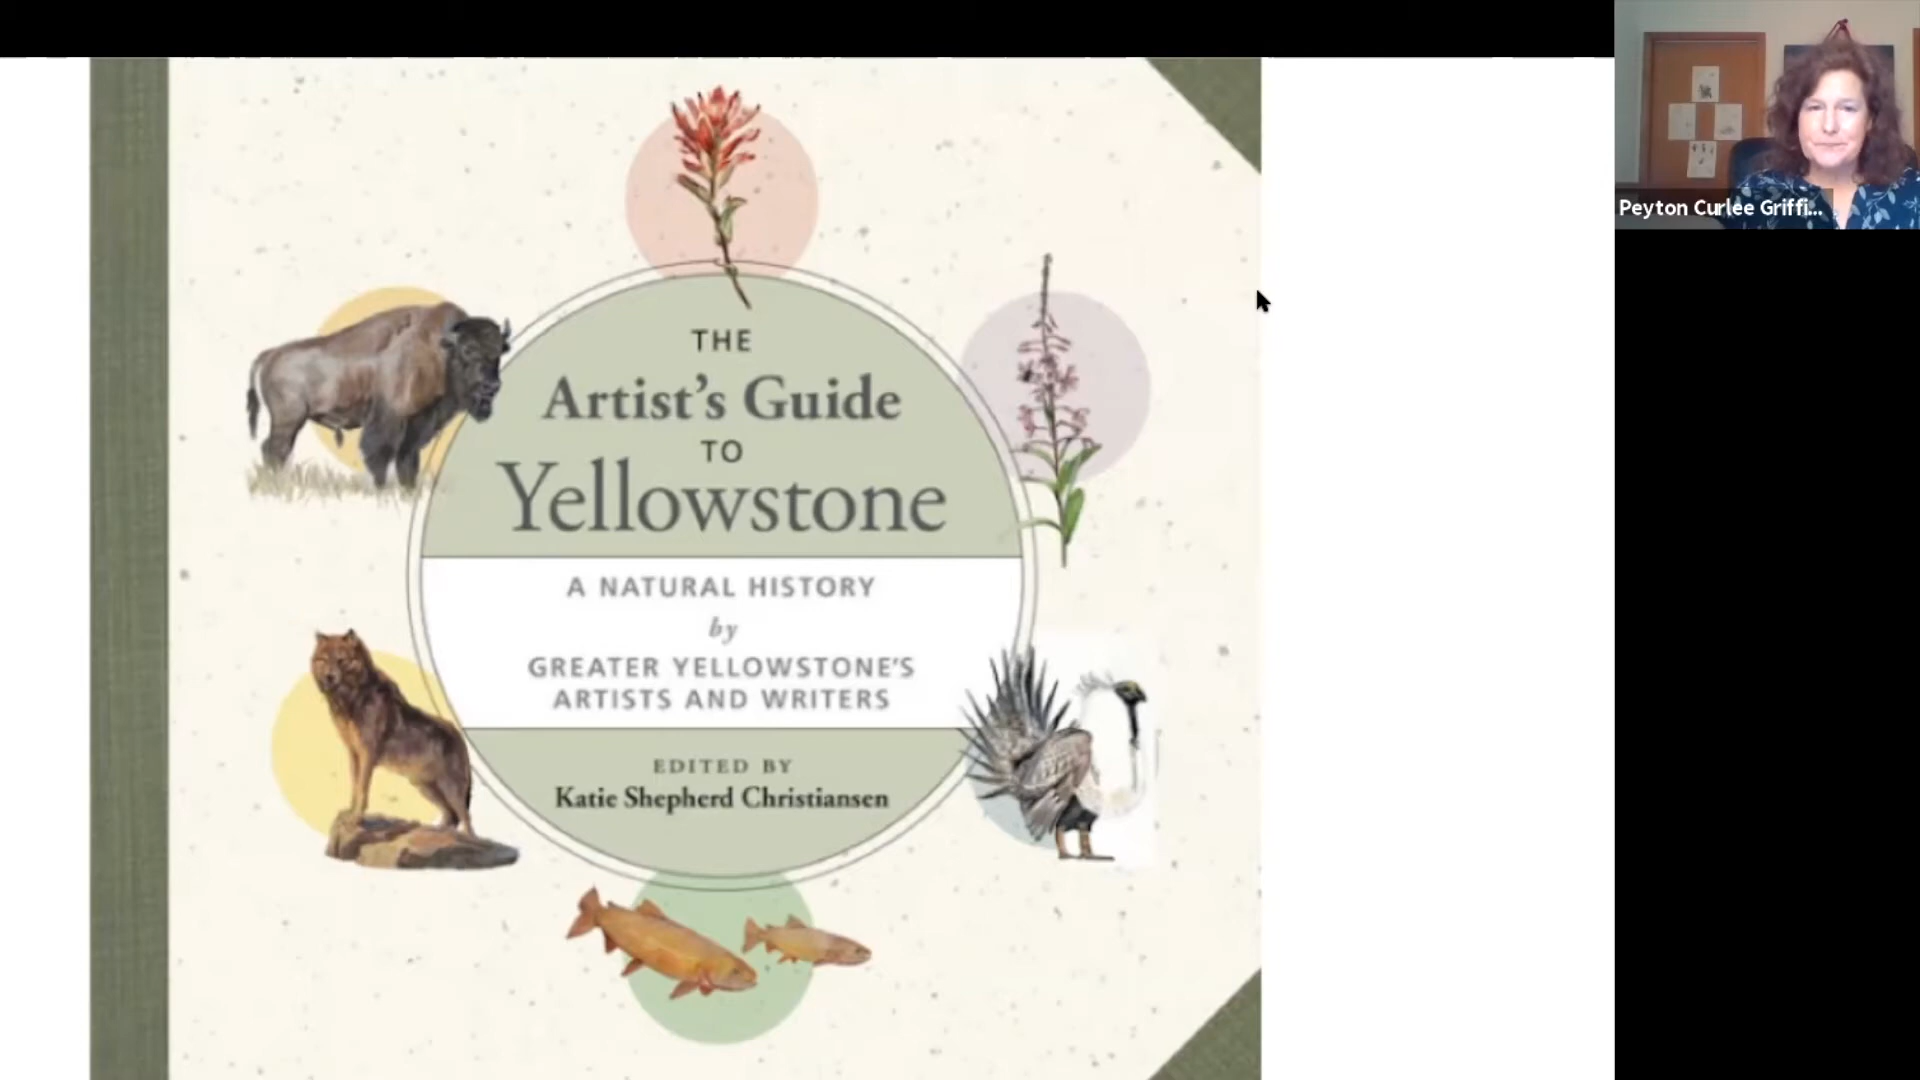 THE
Artist's Guide
TO
Yellowstone
A NATURAL HISTORY
by
GREATER YELLOWSTONE'S
ARTISTS AND WRITERS
EDITED BY
Katie Shepherd Christiansen
Peyton Curlee Griffi...